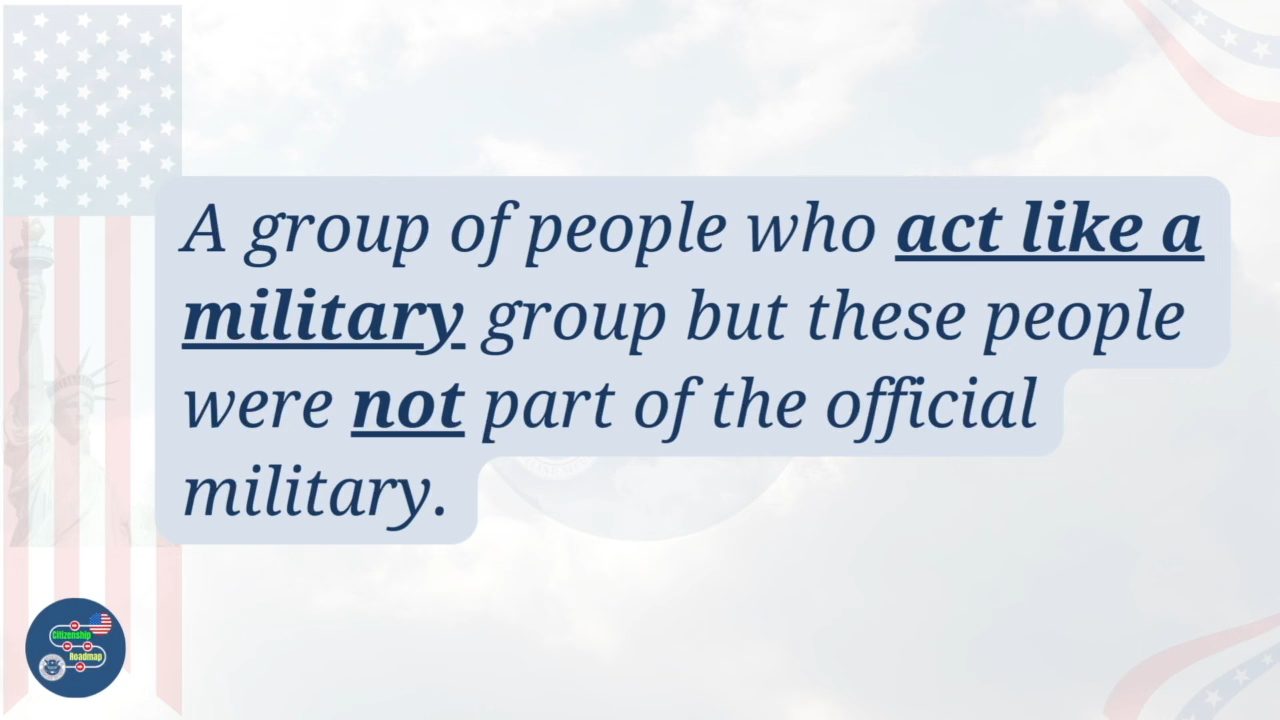 A group of people who act like a
military group but these people
were not part of the official
military.
Citizenship
Roadmap